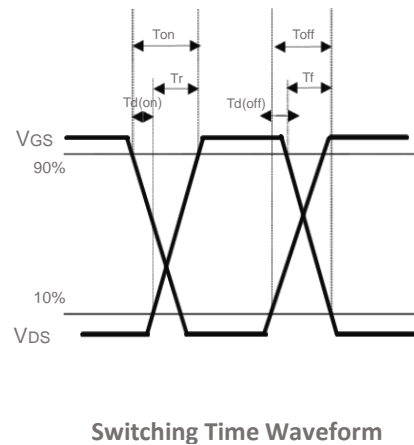 Ton Toff
Tr Tf
Td(on) Td(off)
VGS
90%
10%
VDS
Switching Time Waveform